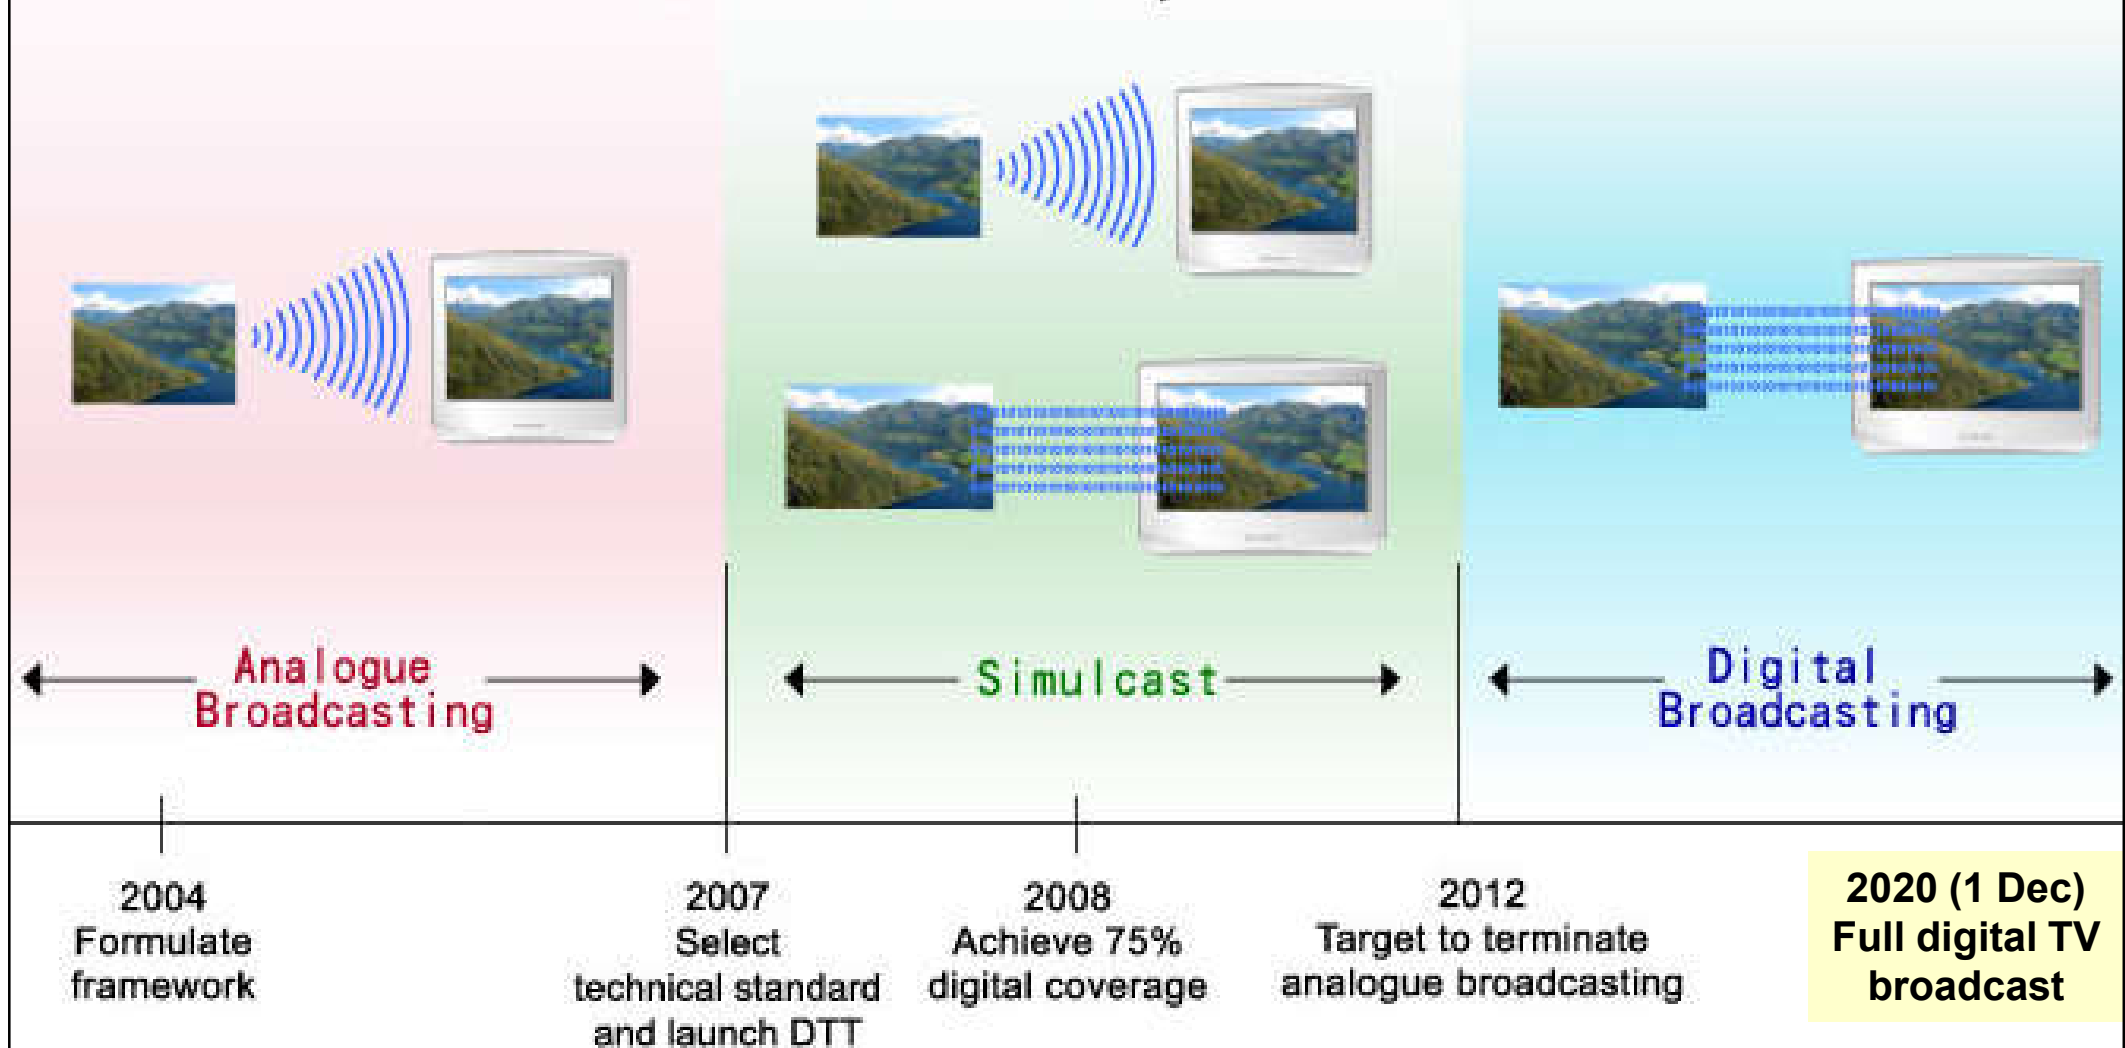 Analogue
Broadcasting
Simulcast
Digital
Broadcasting
2004
Formulate
framework
2007
Select
technical standard
and launch DTT
2008
Achieve 75%
digital coverage
2012
Target to terminate
analogue broadcasting
2020 (1 Dec)
Full digital TV
broadcast